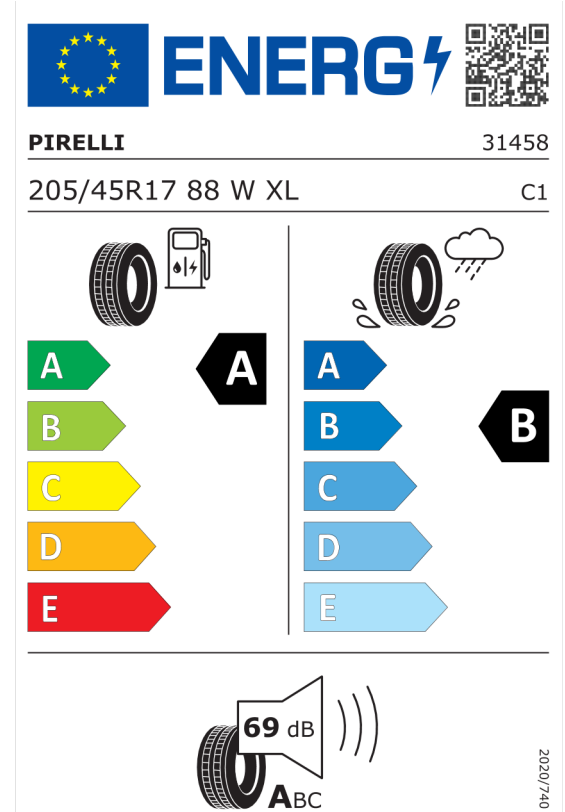 ENERG
PIRELLI
31458
205/45R17 88 W XL
C1
A
B
C
D
E
A
A
B
C
D
E
B
69 dB
ABC
2020/740